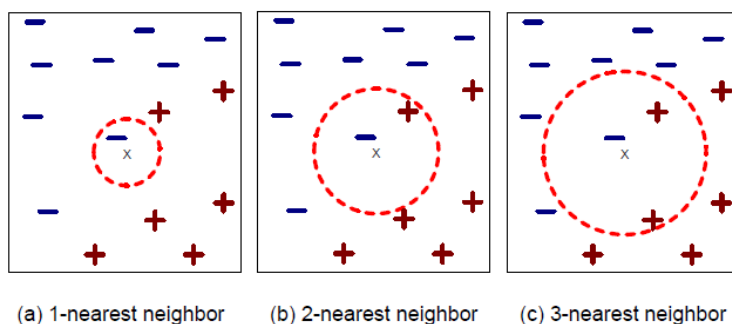 X
X
X
(a) 1-nearest neighbor
(b) 2-nearest neighbor
(c) 3-nearest neighbor